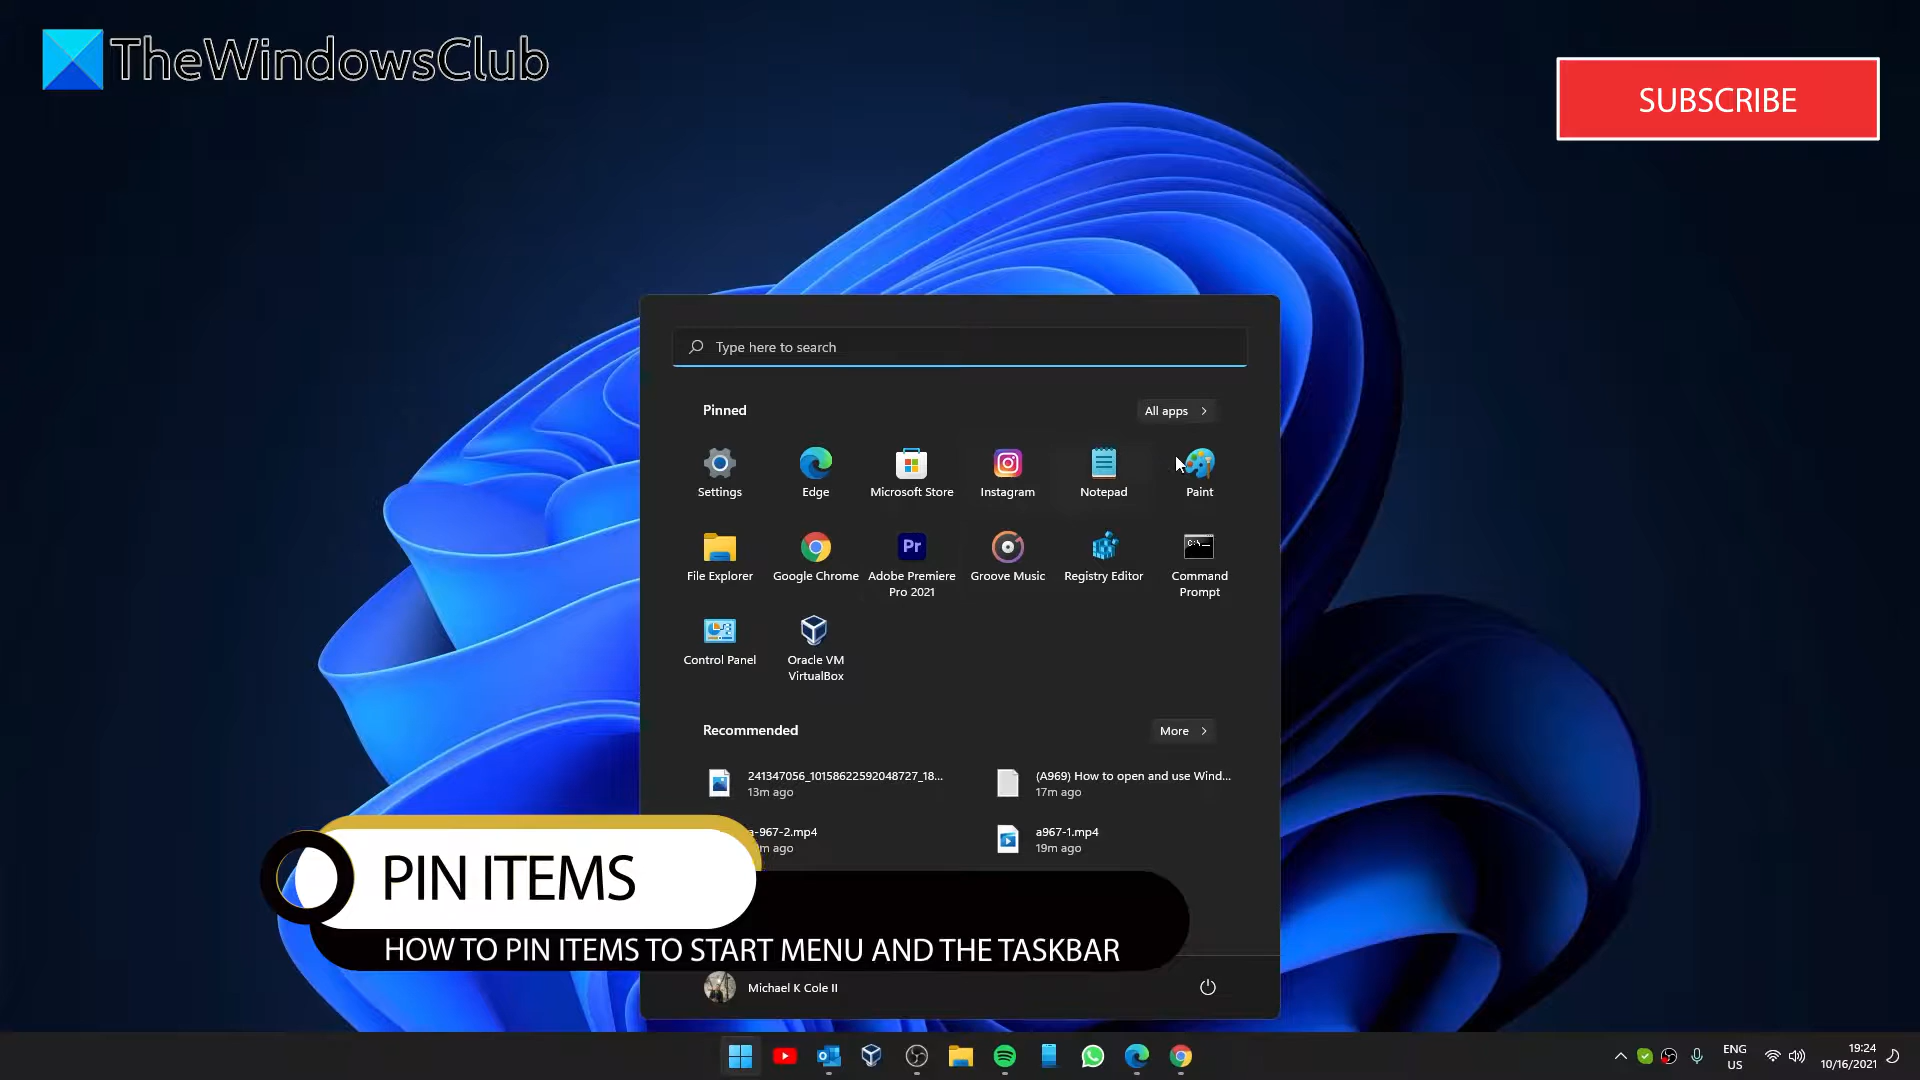 TheWindowsClub
SUBSCRIBE
Type here to search
Pinned
All apps
Settings
Edge
Microsoft Store
Instagram
Notepad
Paint
File Explorer
Google Chrome
Adobe Premiere
Pro 2021
Groove Music
Registry Editor
Command
Prompt
Control Panel
Oracle VM
VirtualBox
Recommended
More
241347056_10158622592048727_18...
13m ago
(A969) How to open and use Wind...
17m ago
a-967-2.mp4
m ago
a967-1.mp4
19m ago
PIN ITEMS
HOW TO PIN ITEMS TO START MENU AND THE TASKBAR
Michael K Cole II
ENG
US
19:24
10/16/2021